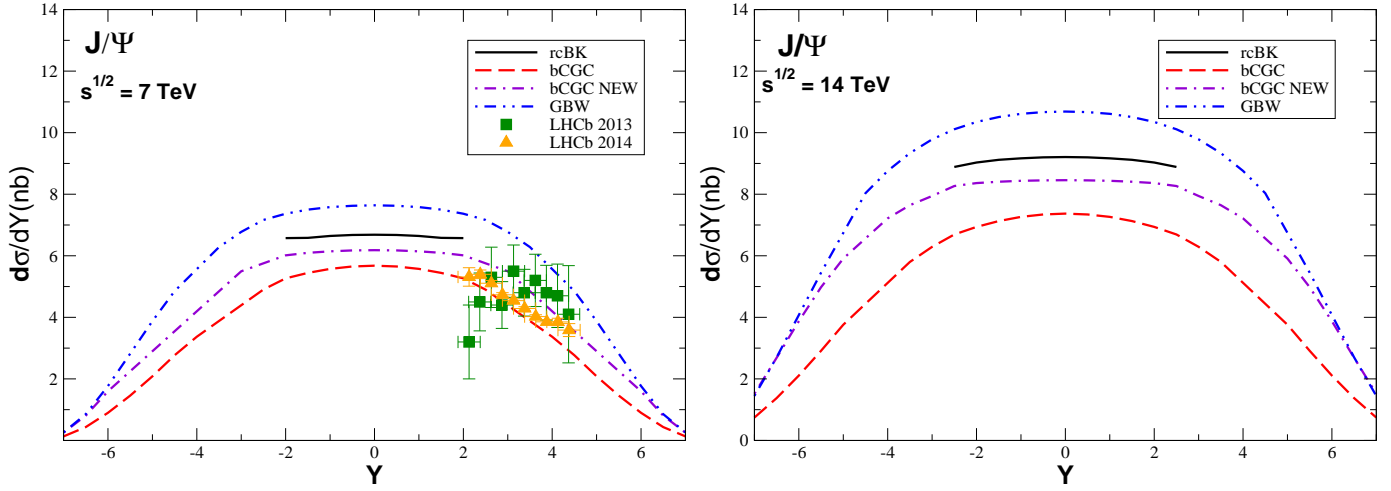 J/Ψ
s^1/2 = 7 TeV
rcBK
bCGC
bCGC NEW
GBW
LHCb 2013
LHCb 2014
14
12
10
8
6
4
2
dσ/dY(nb)
-6 -4 -2 0 2 4 6
Y
J/Ψ
s^1/2 = 14 TeV
rcBK
bCGC
bCGC NEW
GBW
14
12
10
8
6
4
2
0
dσ/dY(nb)
-6 -4 -2 0 2 4 6
Y